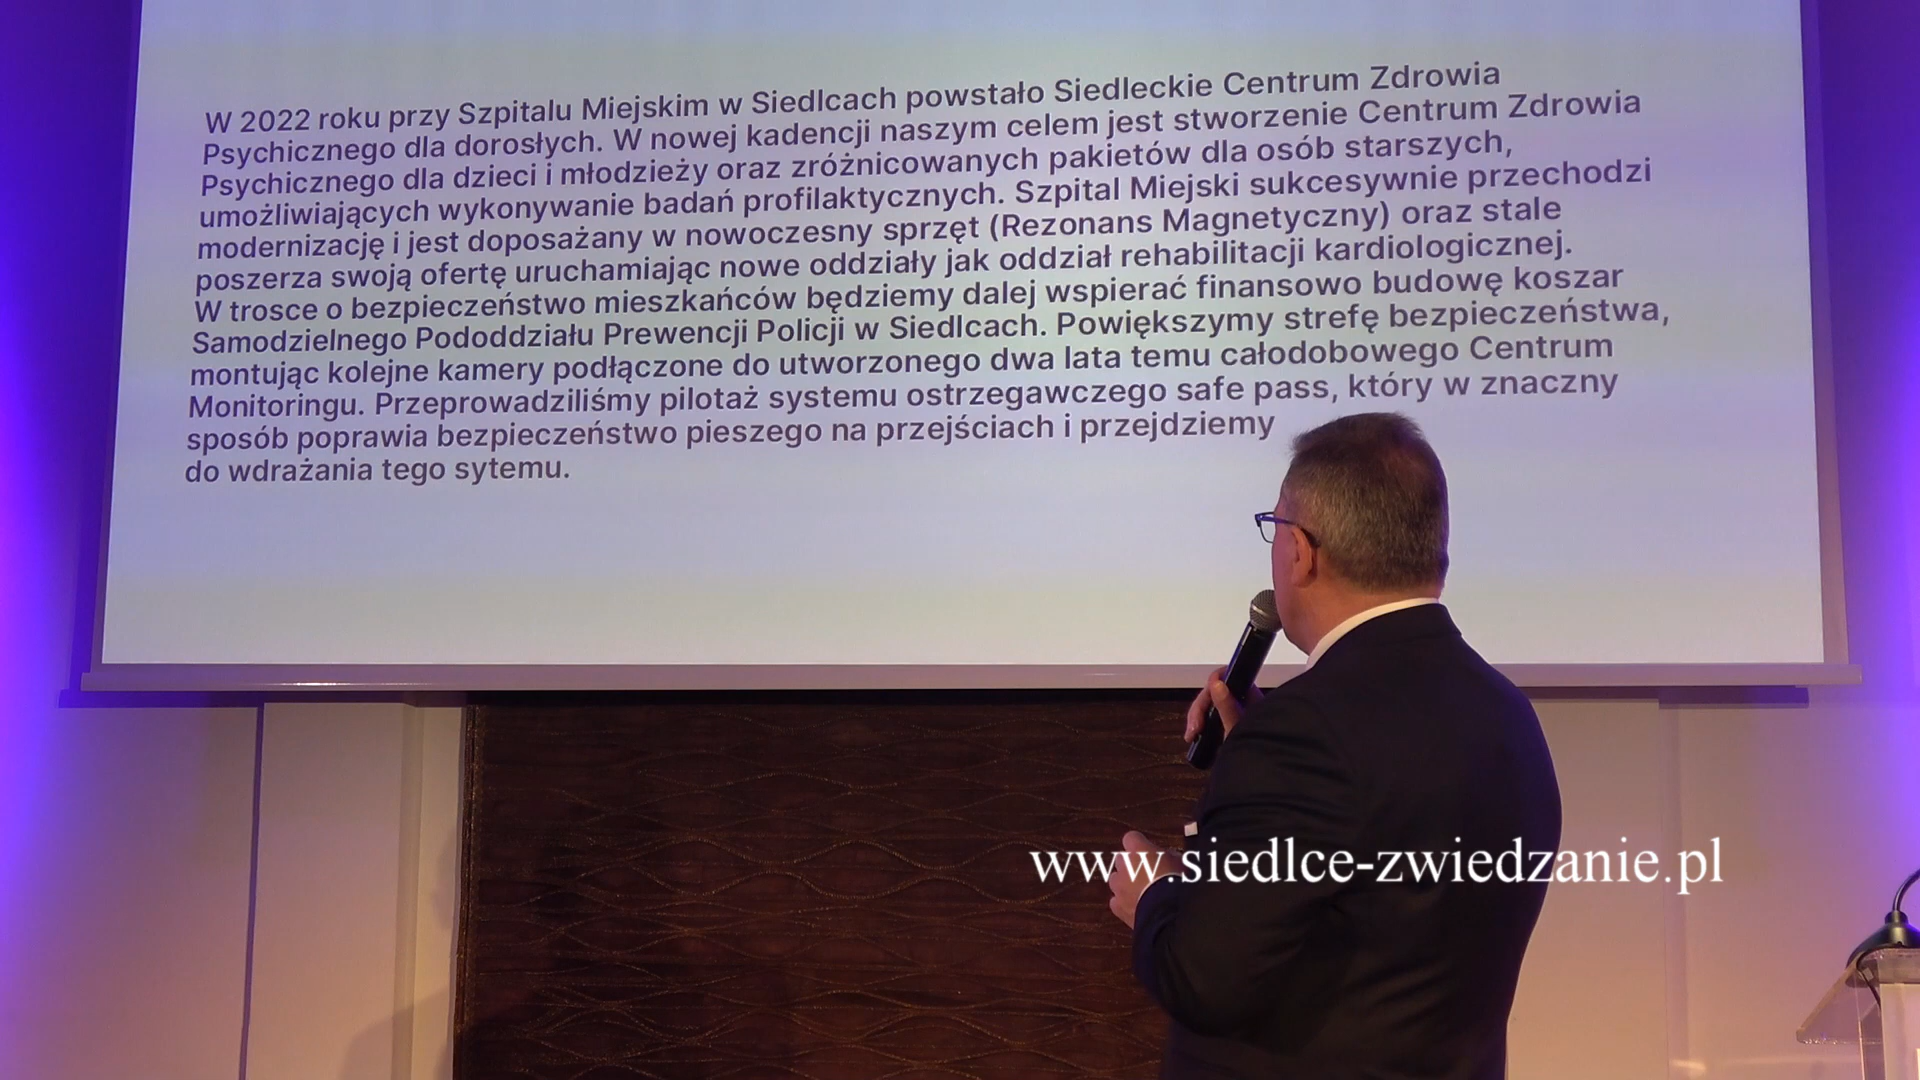 W 2022 roku przy Szpitalu Miejskim w Siedlcach powstało Siedleckie Centrum Zdrowia
Psychicznego dla dorosłych. W nowej kadencji naszym celem jest stworzenie Centrum Zdrowia
Psychicznego dla dzieci i młodzieży oraz zróżnicowanych pakietów dla osób starszych,
umożliwiających wykonywanie badań profilaktycznych. Szpital Miejski sukcesywnie przechodzi
modernizację i jest doposażany w nowoczesny sprzęt (Rezonans Magnetyczny) oraz stale
poszerza swoją ofertę uruchamiając nowe oddziały jak oddział rehabilitacji kardiologicznej.
W trosce o bezpieczeństwo mieszkańców będziemy dalej wspierać finansowo budowę koszar
Samodzielnego Pododdziału Prewencji Policji w Siedlcach. Powiększymy strefę bezpieczeństwa,
montując kolejne kamery podłączone do utworzonego dwa lata temu całodobowego Centrum
Monitoringu. Przeprowadziliśmy pilotaż systemu ostrzegawczego safe pass, który w znaczny
sposób poprawia bezpieczeństwo pieszego na przejściach i przejdziemy
do wdrażania tego sytemu.
www.siedlce-zwiedzanie.pl